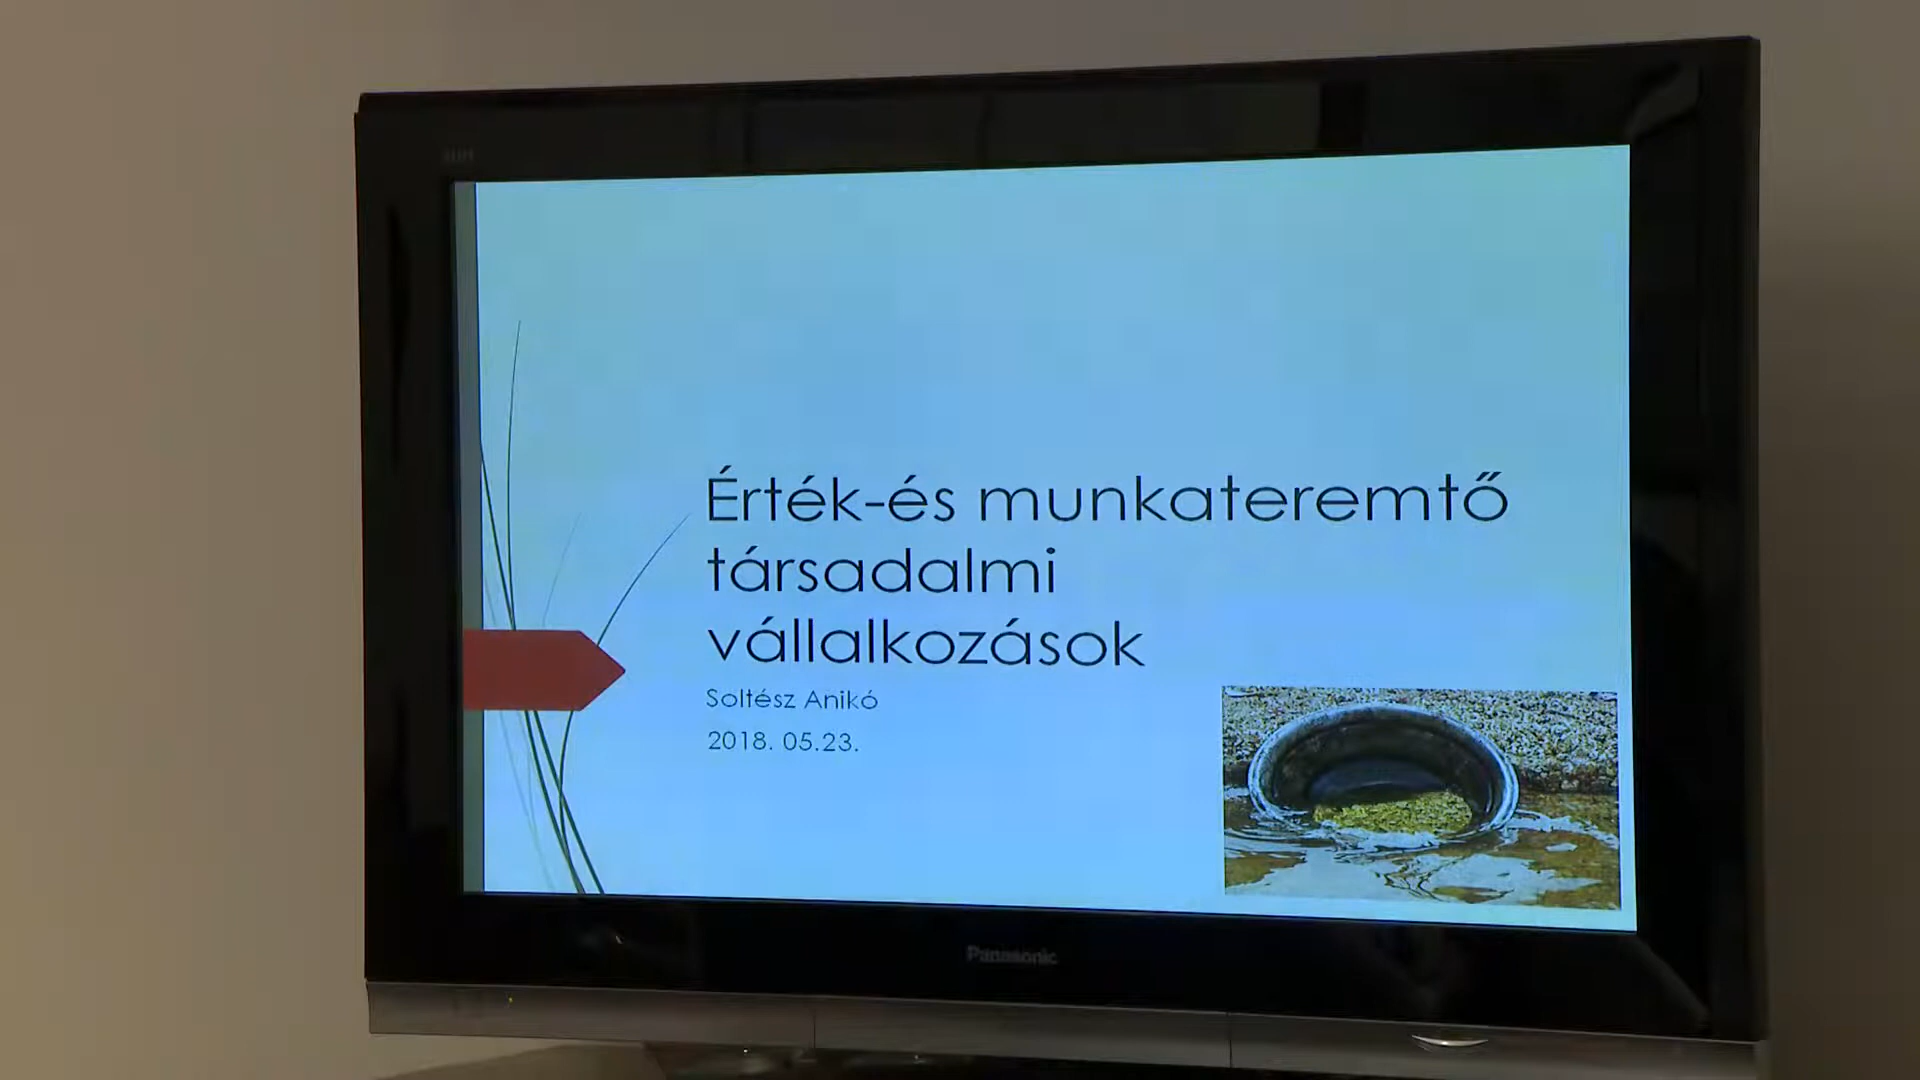 Érték-és munkateremtő
társadalmi
vállalkozások
Soltész Anikó
2018. 05.23.
Panasonic